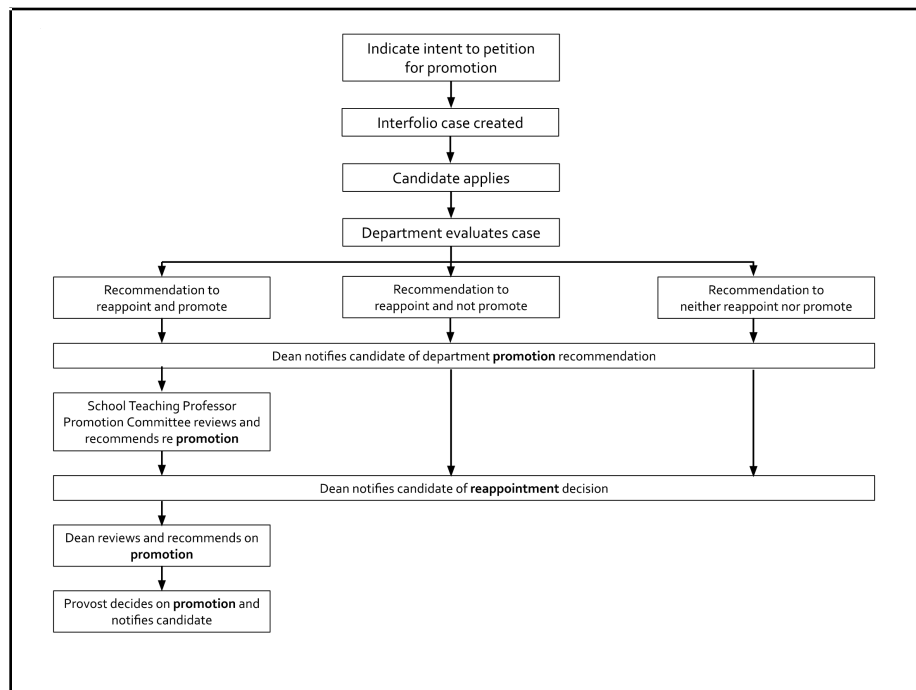 Indicate intent to petition
for promotion
Interfolio case created
Candidate applies
Department evaluates case
Recommendation to
reappoint and promote
Recommendation to
reappoint and not promote
Recommendation to
neither reappoint nor promote
Dean notifies candidate of department promotion recommendation
School Teaching Professor
Promotion Committee reviews and
recommends re promotion
Dean notifies candidate of reappointment decision
Dean reviews and recommends on
promotion
Provost decides on promotion and
notifies candidate